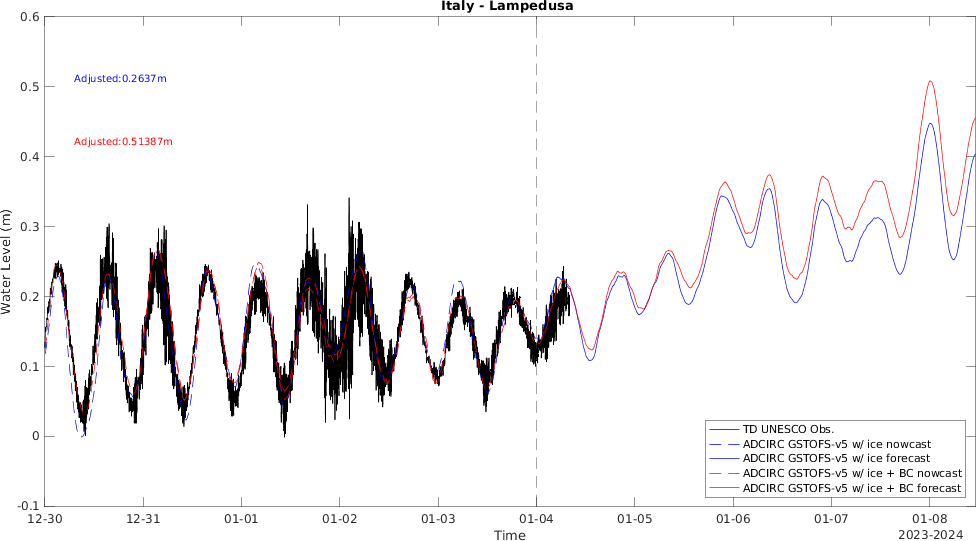 Italy - Lampedusa
0.6
0.5
0.4
0.3
0.2
0.1
0
-0.1
Water Level (m)
Adjusted:0.2637m
Adjusted:0.51387m
TD UNESCO Obs.
ADCIRC GSTOFS-v5 w/ ice nowcast
ADCIRC GSTOFS-v5 w/ ice forecast
ADCIRC GSTOFS-v5 w/ ice + BC nowcast
ADCIRC GSTOFS-v5 w/ ice + BC forecast
12-30 12-31 01-01 01-02 01-03 01-04 01-05 01-06 01-07 01-08
Time
2023-2024